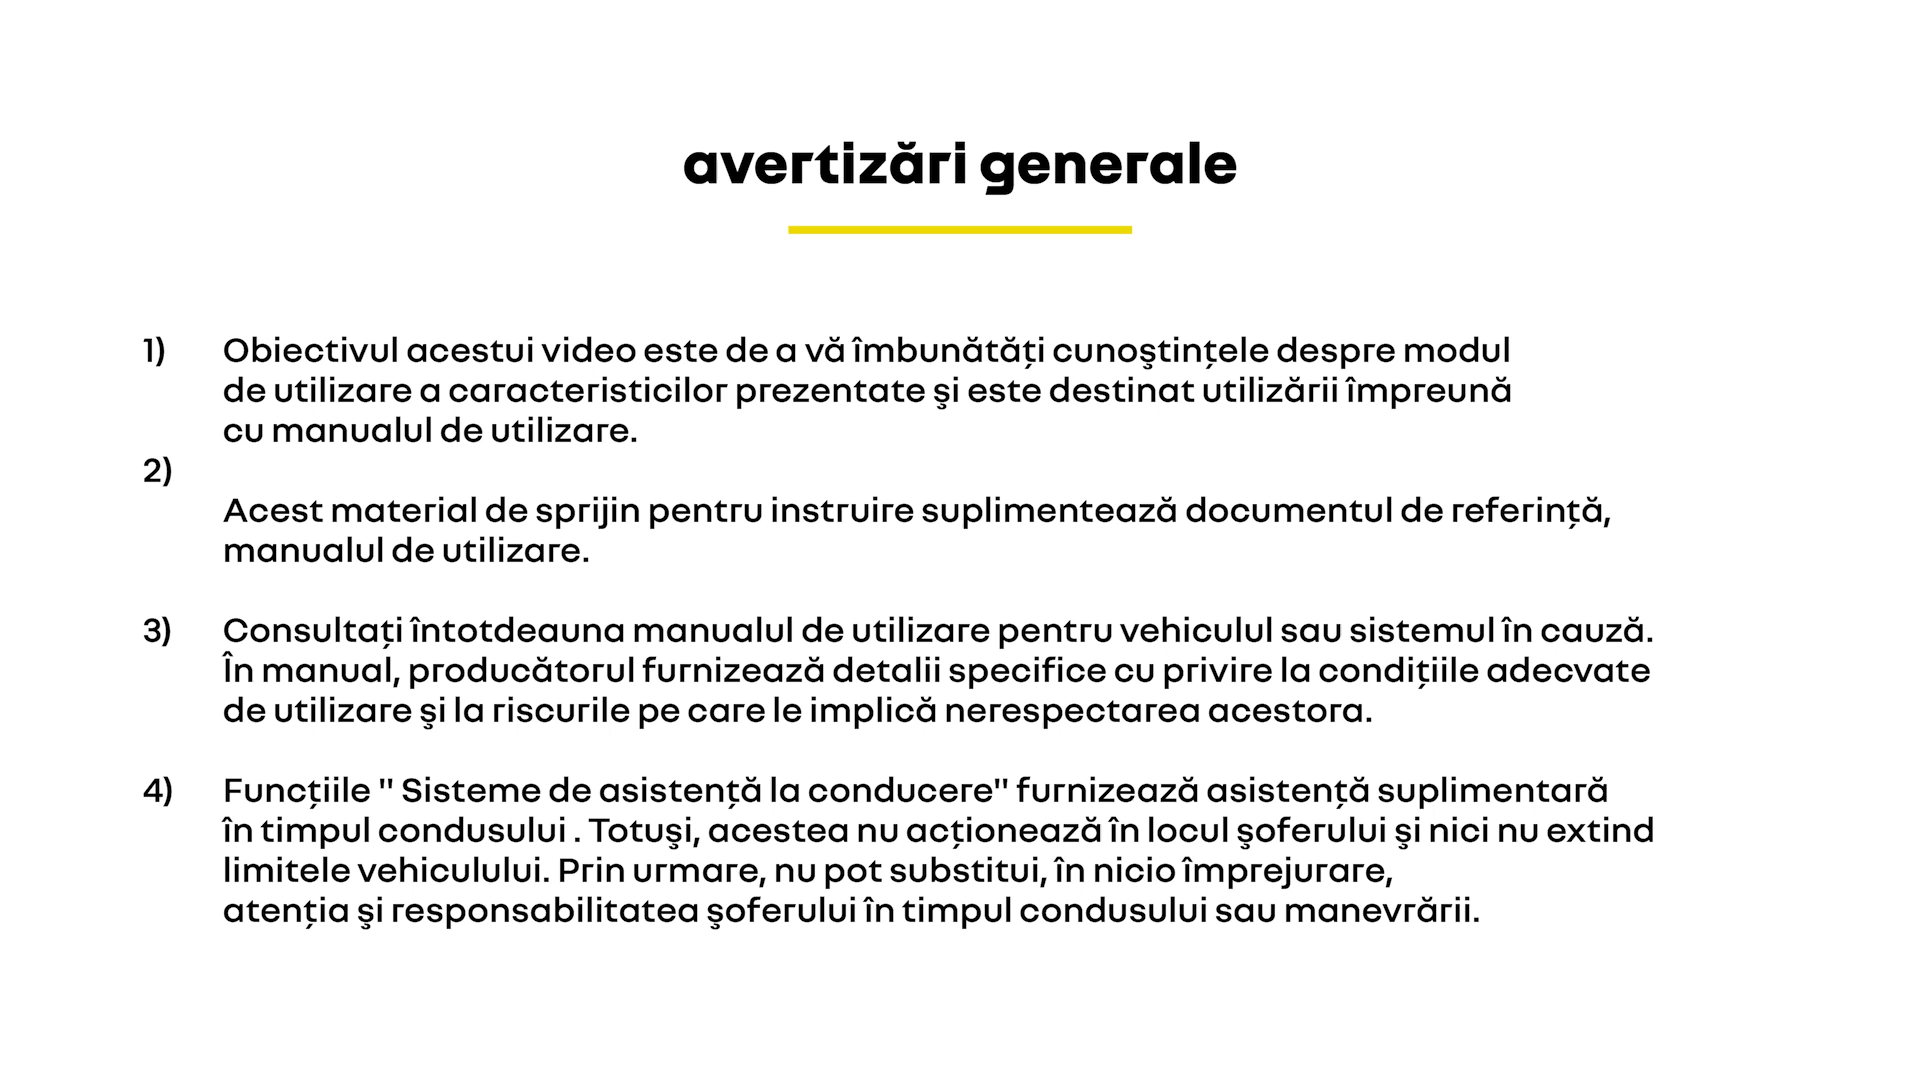 avertizări generale
1) Obiectivul acestui video este de a vă îmbunătăți cunoştințele despre modul
de utilizare a caracteristicilor prezentate şi este destinat utilizării împreună
cu manualul de utilizare.
2)
Acest material de sprijin pentru instruire suplimentează documentul de referință,
manualul de utilizare.
3) Consultați întotdeauna manualul de utilizare pentru vehiculul sau sistemul în cauză.
În manual, producătorul furnizează detalii specifice cu privire la condițiile adecvate
de utilizare şi la riscurile pe care le implică nerespectarea acestora.
4) Funcțiile " Sisteme de asistență la conducere" furnizează asistență suplimentară
în timpul condusului . Totuşi, acestea nu acționează în locul şoferului şi nici nu extind
limitele vehiculului. Prin urmare, nu pot substitui, în nicio împrejurare,
atenția şi responsabilitatea şoferului în timpul condusului sau manevrării.